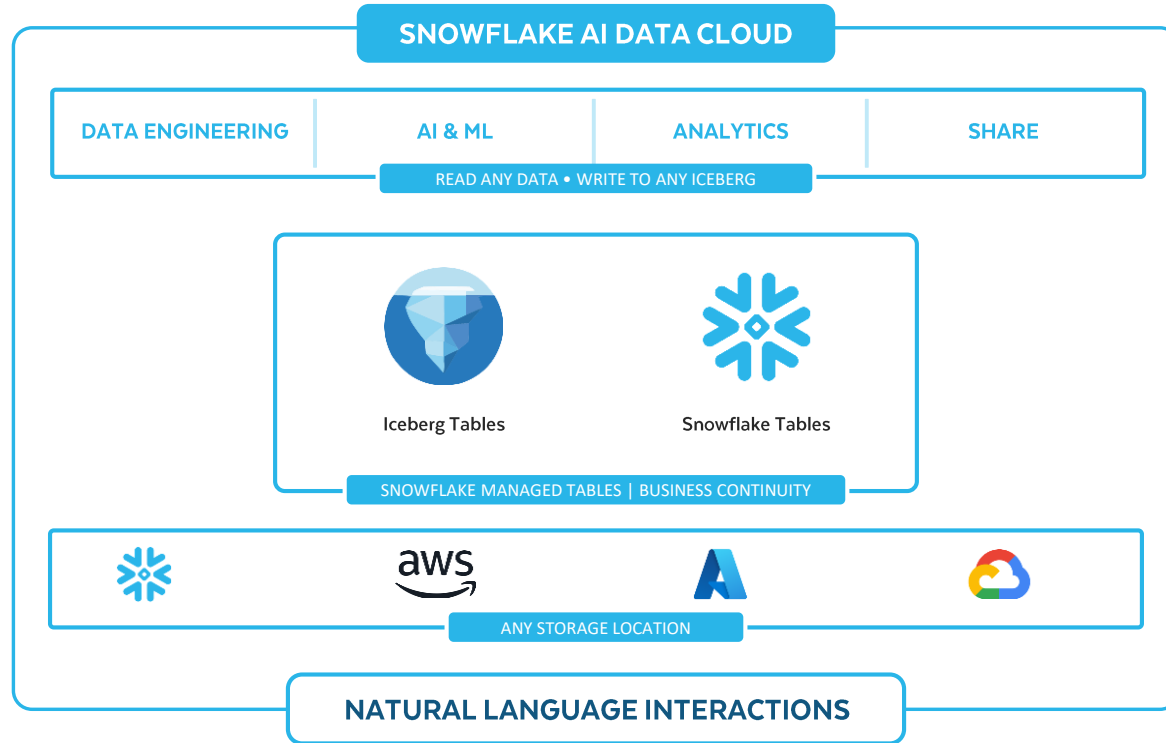 SNOWFLAKE AI DATA CLOUD
DATA ENGINEERING
AI & ML
ANALYTICS
SHARE
READ ANY DATA • WRITE TO ANY ICEBERG
Iceberg Tables
Snowflake Tables
SNOWFLAKE MANAGED TABLES | BUSINESS CONTINUITY
aws
ANY STORAGE LOCATION
NATURAL LANGUAGE INTERACTIONS